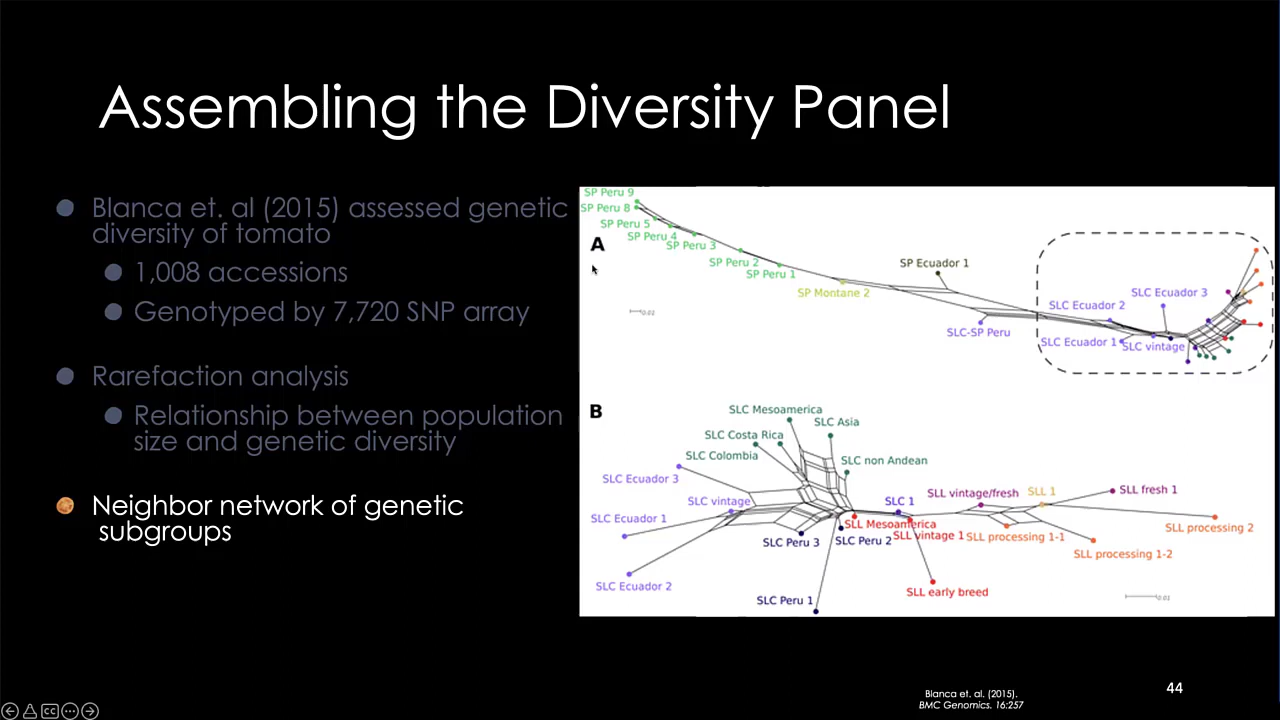 Assembling the Diversity Panel
Blanca et. al (2015) assessed genetic
diversity of tomato
1,008 accessions
Genotyped by 7,720 SNP array
Rarefaction analysis
Relationship between population
size and genetic diversity
Neighbor network of genetic
subgroups
A
SP Peru 9
SP Peru 8
SP Peru 5
SP Peru 4
SP Peru 3
SP Peru 2
SP Peru 1
SP Montane 2
SP Ecuador 1
SLC-SP Peru
SLC Ecuador 2
SLC Ecuador 3
SLC Ecuador 1
SLC vintage
0.01
B
SLC Mesoamerica
SLC Asia
SLC Costa Rica
SLC Colombia
SLC non Andean
SLC Ecuador 3
SLC vintage
SLC Ecuador 1
SLC Ecuador 2
SLC Peru 3
SLC Peru 2
SLC Peru 1
SLC 1
SLL Mesoamerica
SLL vintage 1
SLL vintage/fresh
SLL 1
SLL fresh 1
SLL processing 2
SLL processing 1-1
SLL processing 1-2
SLL early breed
0.01
Blanca et. al. (2015).
BMC Genomics. 16:257
44
CC